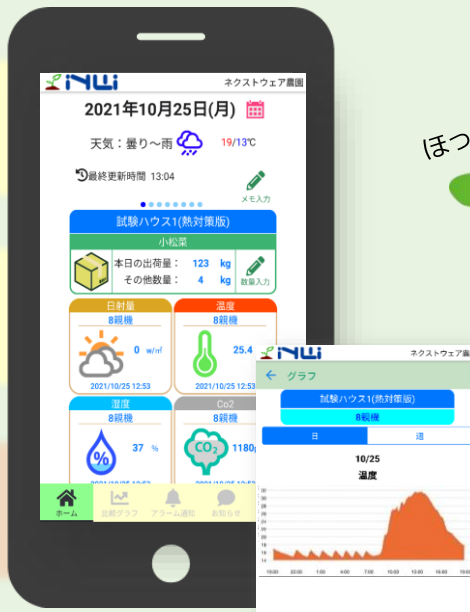 ネクストウェア農園
2021年10月25日(月)
天気：曇り〜雨 19/13℃
最終更新時間 13:04
メモ入力
試験ハウス1(熱対策版)
小松菜
本日の出荷量： 123 kg
その他数量： 4 kg
数量入力
日射量 温度
8親機 8親機
0 w/㎡ 25.4
2021/10/25 12:53 2021/10/25 12:53
湿度 Co2
8親機 8親機
% 37 % CO₂ 1180
ホーム 比較グラフ アラーム通知 お知らせ
ほっ
ネクストウェア農
← グラフ
試験ハウス1(熱対策版)
8親機
日 週
10/25
温度